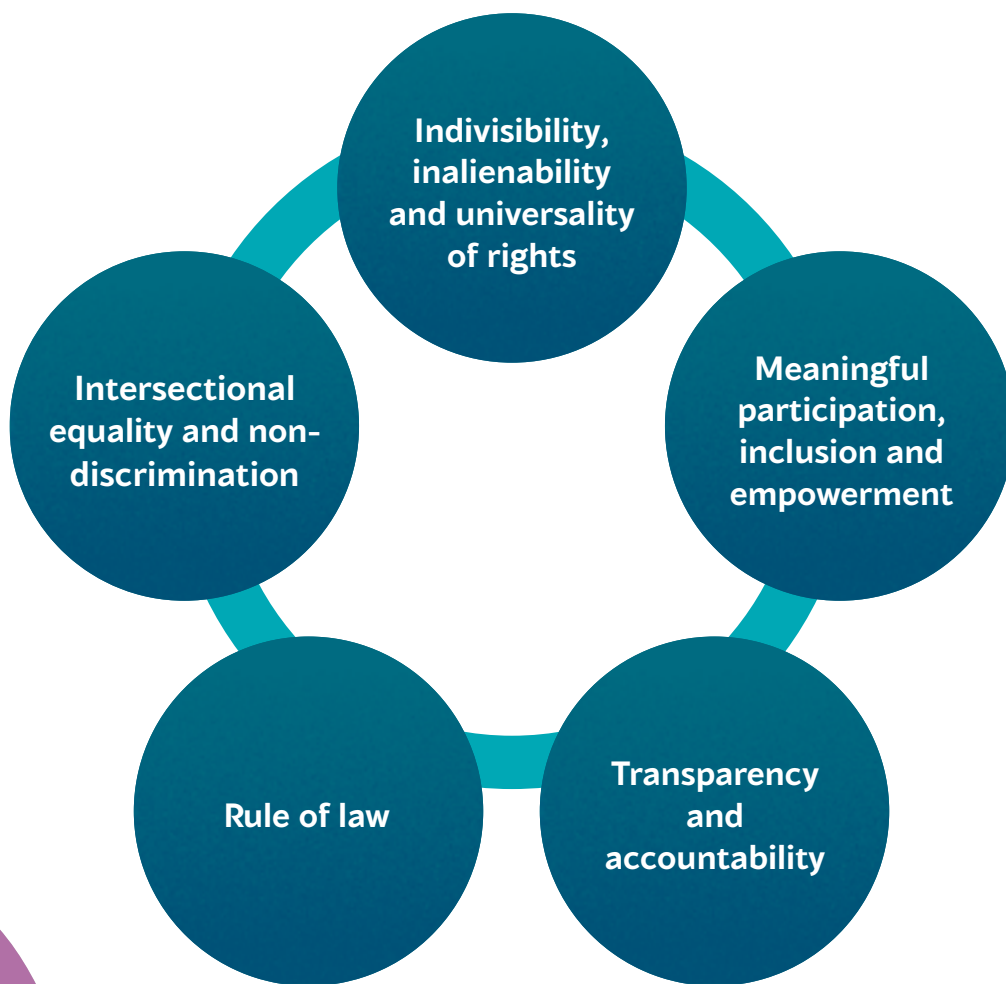 Indivisibility,
inalienability
and universality
of rights
Meaningful
participation,
inclusion and
empowerment
Transparency
and
accountability
Rule of law
Intersectional
equality and non-
discrimination